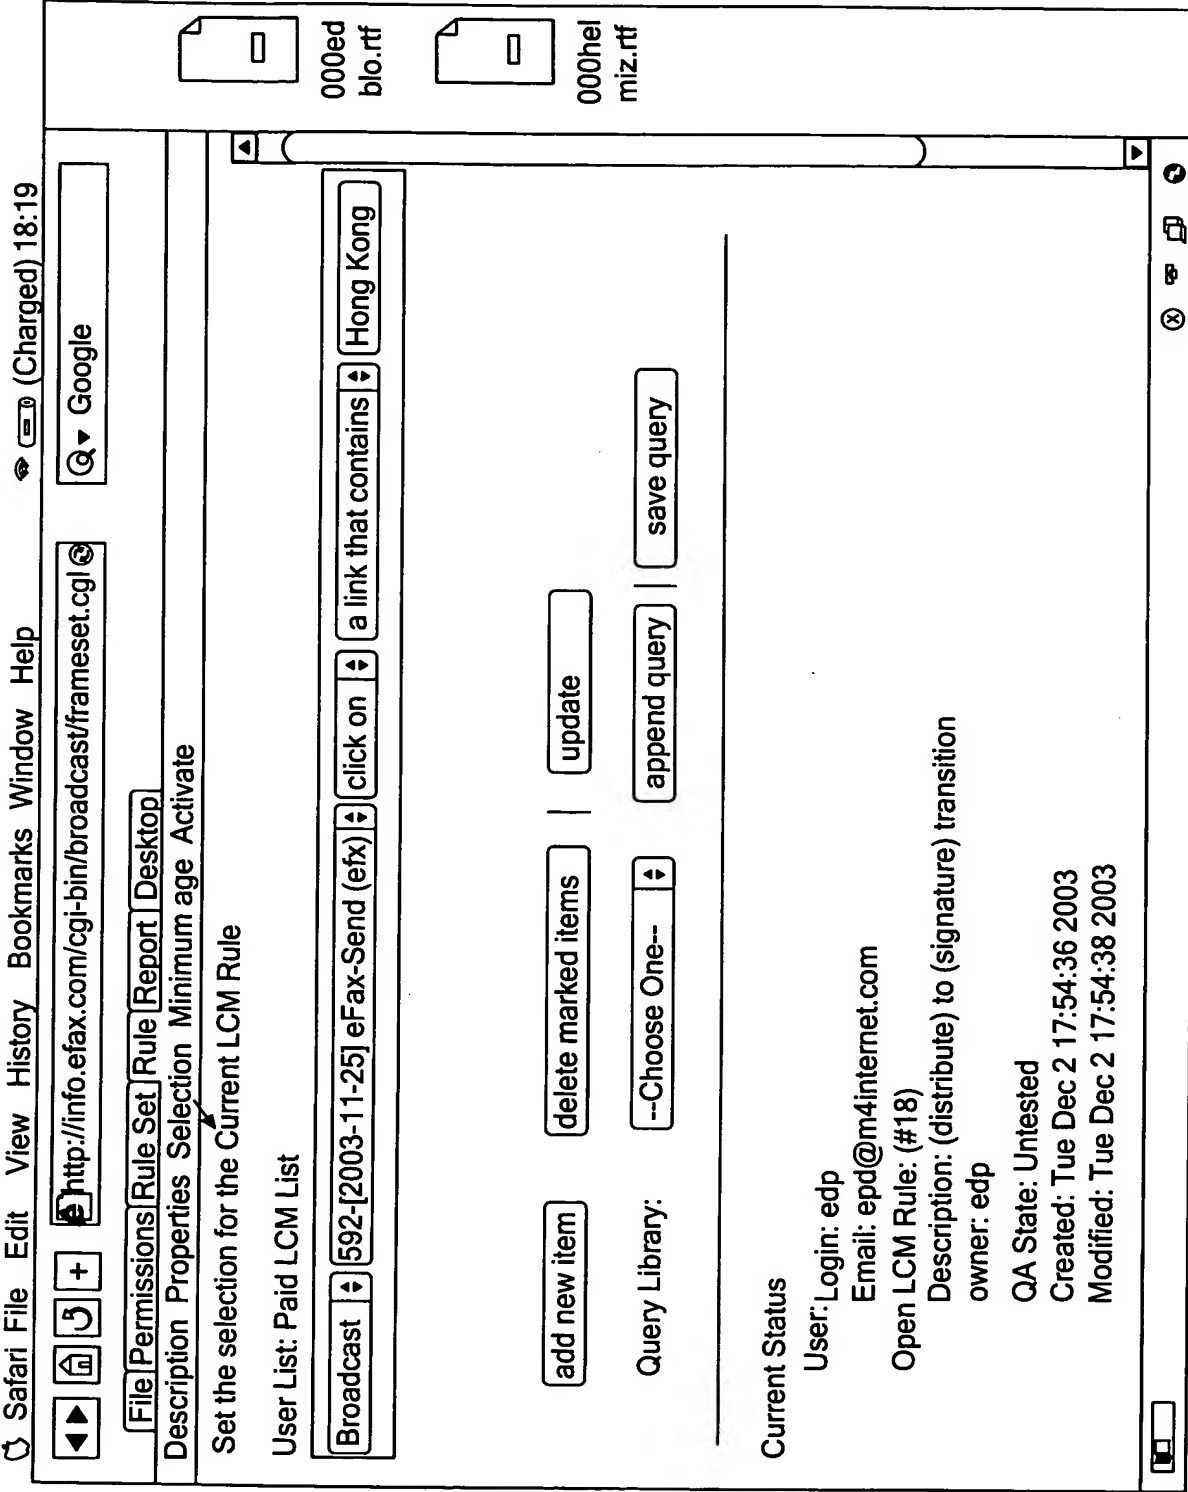 Safari File Edit View History Bookmarks Window Help (Charged) 18:19
http://info.efax.com/cgi-bin/broadcast/frameset.cgl Google
File Permissions Rule Set Rule Report Desktop
Description Properties Selection Minimum age Activate
Set the selection for the Current LCM Rule
User List: Paid LCM List
Broadcast 592-[2003-11-25] eFax-Send (efx) click on a link that contains Hong Kong
add new item delete marked items | update
Query Library: --Choose One-- append query | save query
Current Status
User: Login: edp
Email: epd@m4internet.com
Open LCM Rule: (#18)
Description: (distribute) to (signature) transition
owner: edp
QA State: Untested
Created: Tue Dec 2 17:54:36 2003
Modified: Tue Dec 2 17:54:38 2003
000ed
blo.rtf
000hel
miz.rtf